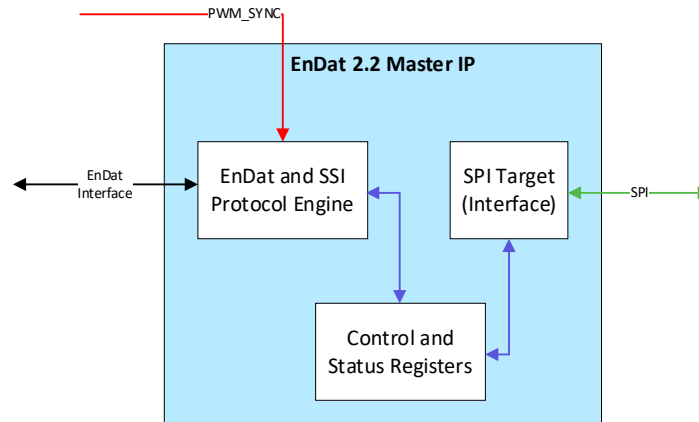 PWM_SYNC
EnDat 2.2 Master IP
EnDat
Interface
EnDat and SSI
Protocol Engine
SPI Target
(Interface)
SPI
Control and
Status Registers